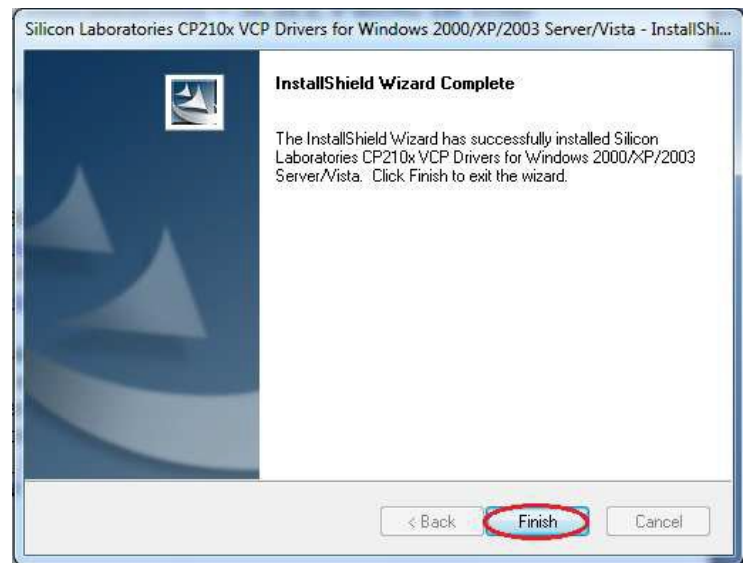 Silicon Laboratories CP210x VCP Drivers for Windows 2000/XP/2003 Server/Vista - InstallShi...
InstallShield Wizard Complete
The InstallShield Wizard has successfully installed Silicon
Laboratories CP210x VCP Drivers for Windows 2000/XP/2003
Server/Vista. Click Finish to exit the wizard.
< Back Finish Cancel